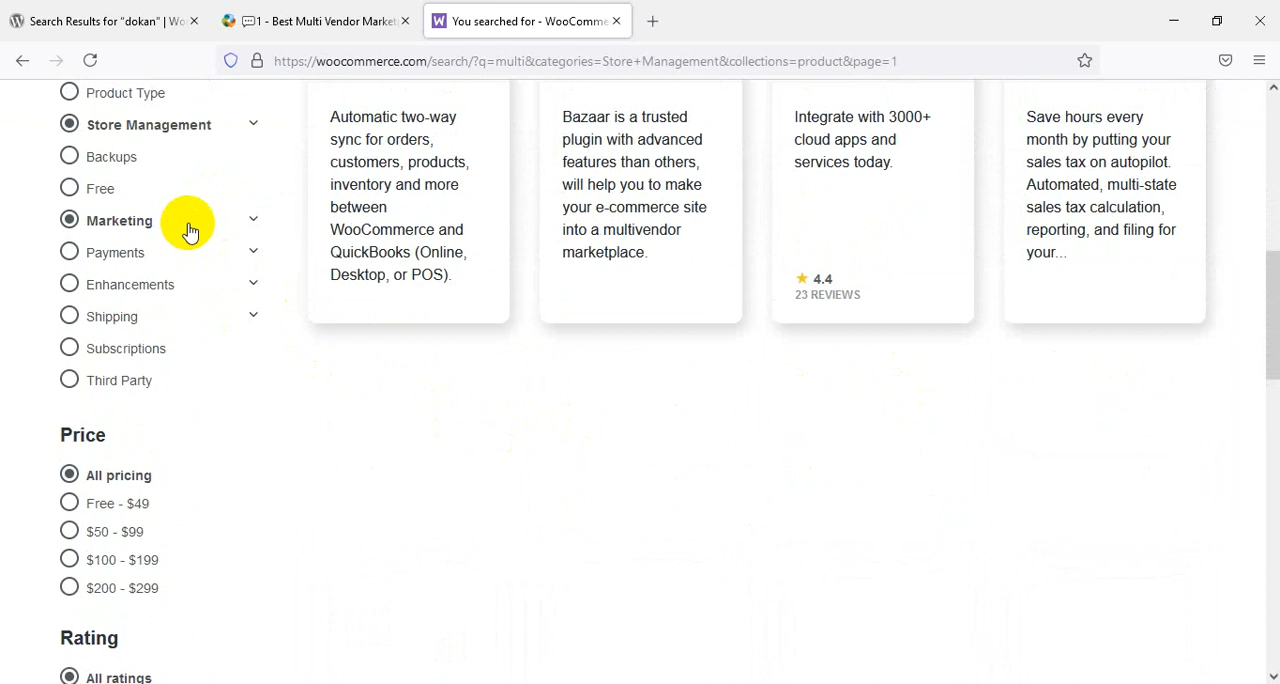 Search Results for "dokan" | Wo
1 - Best Multi Vendor Market
You searched for - WooComme
https://woocommerce.com/search/?q=multi&categories=Store+Management&collections=product&page=1
Product Type
Store Management
Backups
Free
Marketing
Payments
Enhancements
Shipping
Subscriptions
Third Party
Price
All pricing
Free - $49
$50 - $99
$100 - $199
$200 - $299
Rating
All ratings
Automatic two-way
sync for orders,
customers, products,
inventory and more
between
WooCommerce and
QuickBooks (Online,
Desktop, or POS).
Bazaar is a trusted
plugin with advanced
features than others,
will help you to make
your e-commerce site
into a multivendor
marketplace.
Integrate with 3000+
cloud apps and
services today.
4.4
23 REVIEWS
Save hours every
month by putting your
sales tax on autopilot.
Automated, multi-state
sales tax calculation,
reporting, and filing for
your...